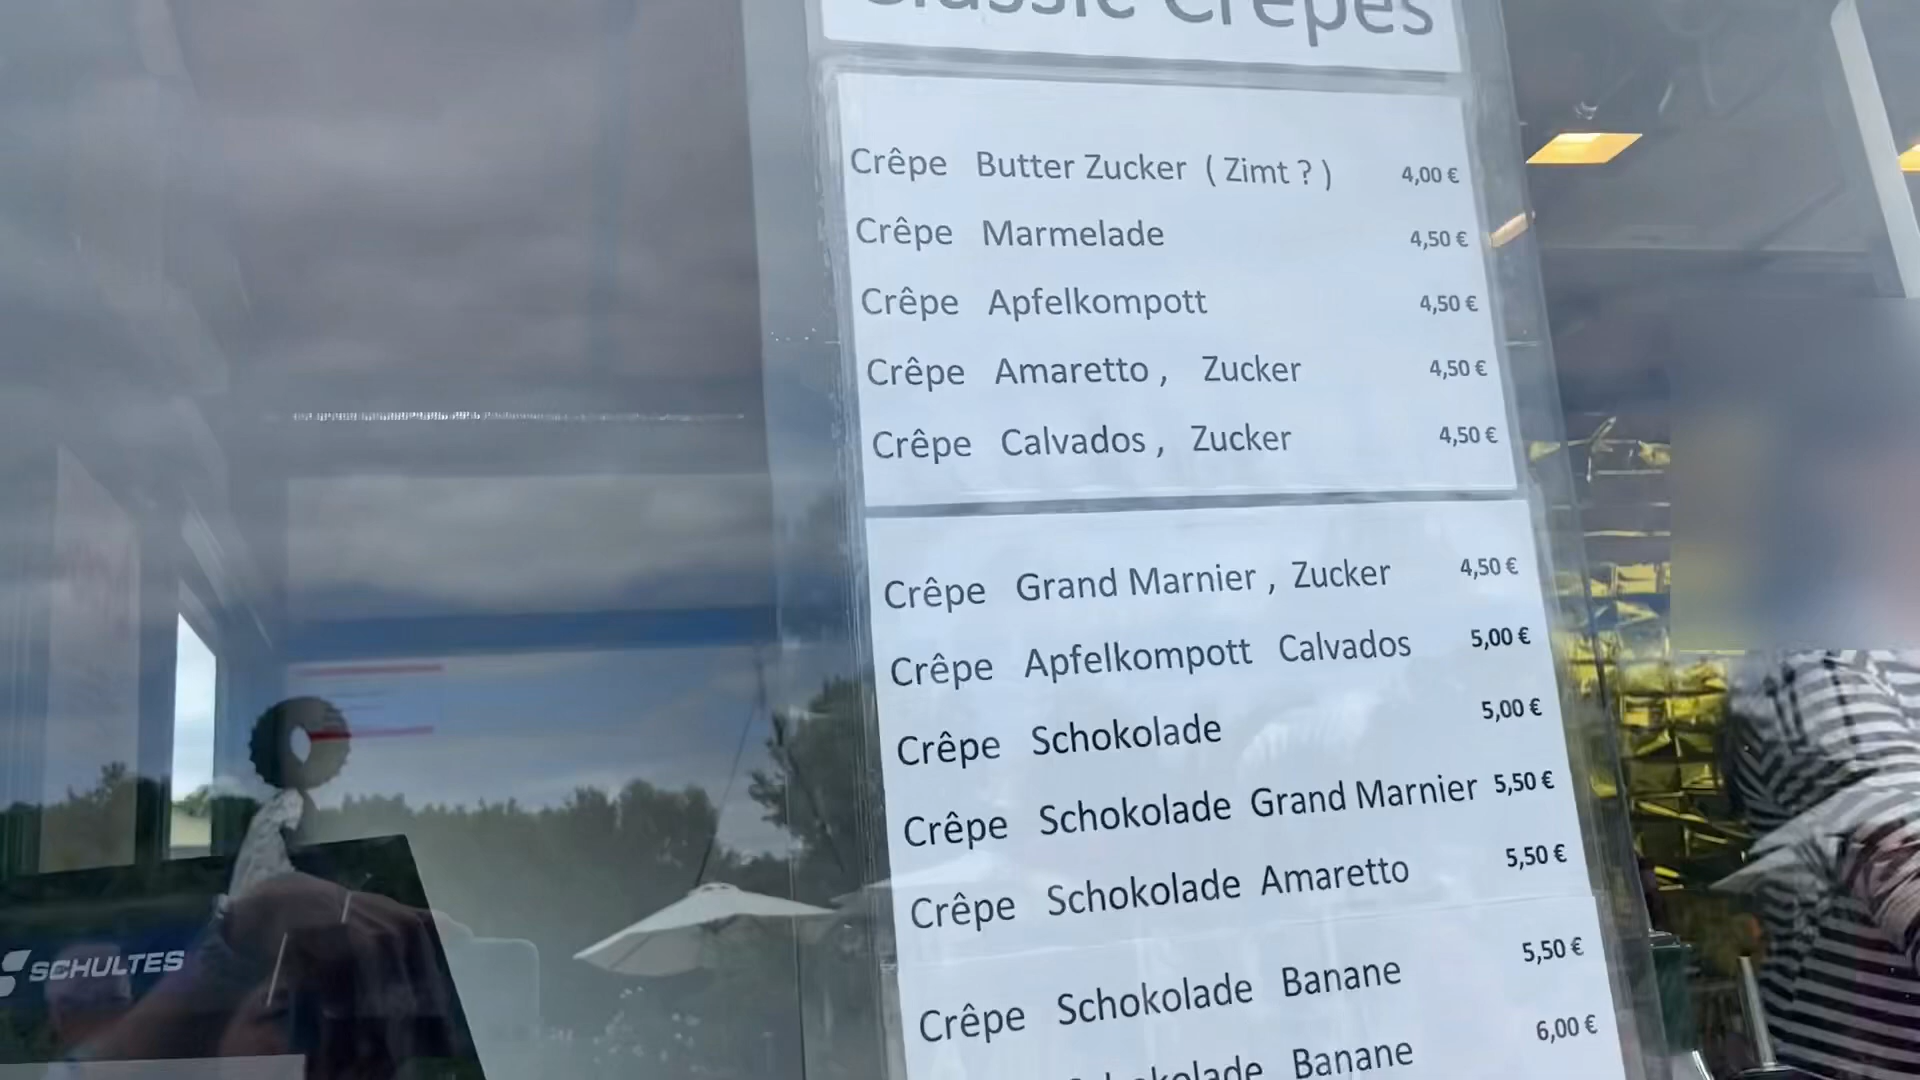 Classic Crêpes
Crêpe Butter Zucker ( Zimt ? ) 4,00 €
Crêpe Marmelade 4,50 €
Crêpe Apfelkompott 4,50 €
Crêpe Amaretto , Zucker 4,50 €
Crêpe Calvados , Zucker 4,50 €
Crêpe Grand Marnier , Zucker 4,50 €
Crêpe Apfelkompott Calvados 5,00 €
Crêpe Schokolade 5,00 €
Crêpe Schokolade Grand Marnier 5,50 €
Crêpe Schokolade Amaretto 5,50 €
Crêpe Schokolade Banane 5,50 €
Schokolade Banane 6,00 €
SCHULTES